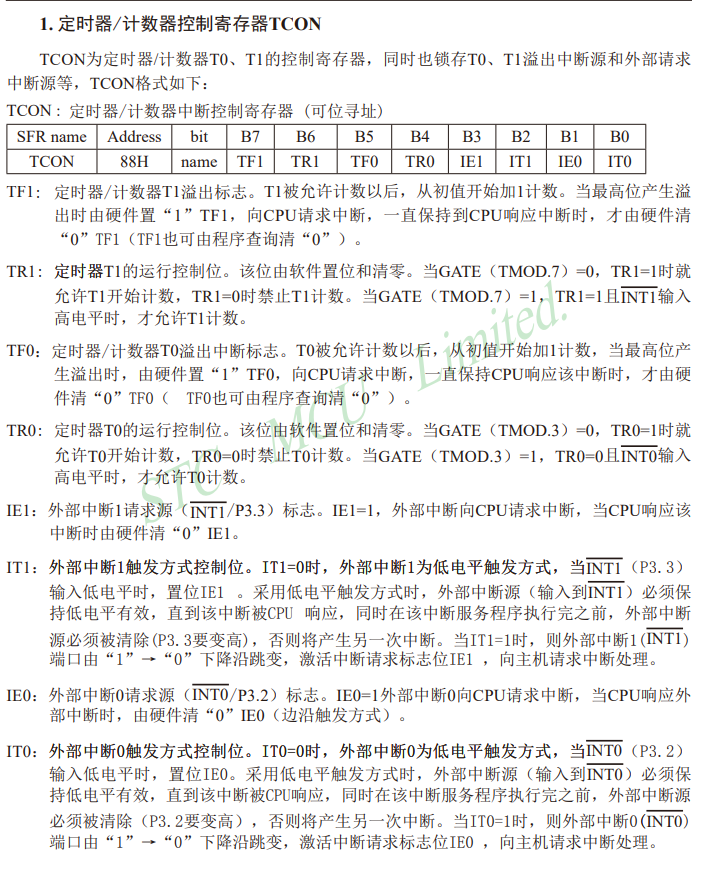 1. 定时器/计数器控制寄存器TCON
TCON为定时器/计数器T0、T1的控制寄存器，同时也锁存T0、T1溢出中断源和外部请求
中断源等，TCON格式如下：
TCON : 定时器/计数器中断控制寄存器 (可位寻址)
SFR name Address bit B7 B6 B5 B4 B3 B2 B1 B0
TCON 88H name TF1 TR1 TF0 TR0 IE1 IT1 IE0 IT0
TF1: 定时器/计数器T1溢出标志。T1被允许计数以后，从初值开始加1计数。当最高位产生溢
出时由硬件置“1”TF1，向CPU请求中断，一直保持到CPU响应中断时，才由硬件清
“0”TF1（TF1也可由程序查询清“0”）。
TR1: 定时器T1的运行控制位。该位由软件置位和清零。当GATE（TMOD.7）=0，TR1=1时就
允许T1开始计数，TR1=0时禁止T1计数。当GATE（TMOD.7）=1，TR1=1且INT1输入
高电平时，才允许T1计数。
TF0: 定时器/计数器T0溢出中断标志。T0被允许计数以后，从初值开始加1计数，当最高位产
生溢出时，由硬件置“1”TF0，向CPU请求中断，一直保持CPU响应该中断时，才由硬
件清“0”TF0（ TF0也可由程序查询清“0”）。
TR0: 定时器T0的运行控制位。该位由软件置位和清零。当GATE（TMOD.3）=0，TR0=1时就
允许T0开始计数，TR0=0时禁止T0计数。当GATE（TMOD.3）=1，TR0=0且INT0输入
高电平时，才允许T0计数。
IE1: 外部中断1请求源（INT1/P3.3）标志。IE1=1，外部中断向CPU请求中断，当CPU响应该
中断时由硬件清“0”IE1。
IT1: 外部中断1触发方式控制位。IT1=0时，外部中断1为低电平触发方式，当INT1（P3.3）
输入低电平时，置位IE1 。采用低电平触发方式时，外部中断源（输入到INT1）必须保
持低电平有效，直到该中断被CPU 响应，同时在该中断服务程序执行完之前，外部中断
源必须被清除(P3.3要变高)，否则将产生另一次中断。当IT1=1时，则外部中断1(INT1)
端口由“1”→“0”下降沿跳变，激活中断请求标志位IE1 ，向主机请求中断处理。
IE0: 外部中断0请求源（INT0/P3.2）标志。IE0=1外部中断0向CPU请求中断，当CPU响应外
部中断时，由硬件清“0”IE0（边沿触发方式）。
IT0: 外部中断0触发方式控制位。IT0=0时，外部中断0为低电平触发方式，当INT0（P3.2）
输入低电平时，置位IE0。采用低电平触发方式时，外部中断源（输入到INT0）必须保
持低电平有效，直到该中断被CPU响应，同时在该中断服务程序执行完之前，外部中断源
必须被清除（P3.2要变高），否则将产生另一次中断。当IT0=1时，则外部中断0(INT0)
端口由“1”→“0”下降沿跳变，激活中断请求标志位IE0 ，向主机请求中断处理。
STC MCU Limited.